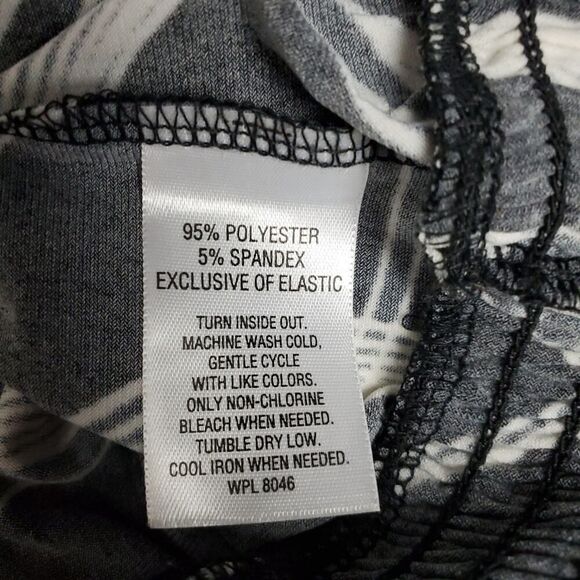 95% POLYESTER
5% SPANDEX
EXCLUSIVE OF ELASTIC
TURN INSIDE OUT.
MACHINE WASH COLD,
GENTLE CYCLE
WITH LIKE COLORS.
ONLY NON-CHLORINE
BLEACH WHEN NEEDED.
TUMBLE DRY LOW.
COOL IRON WHEN NEEDED.
WPL 8046